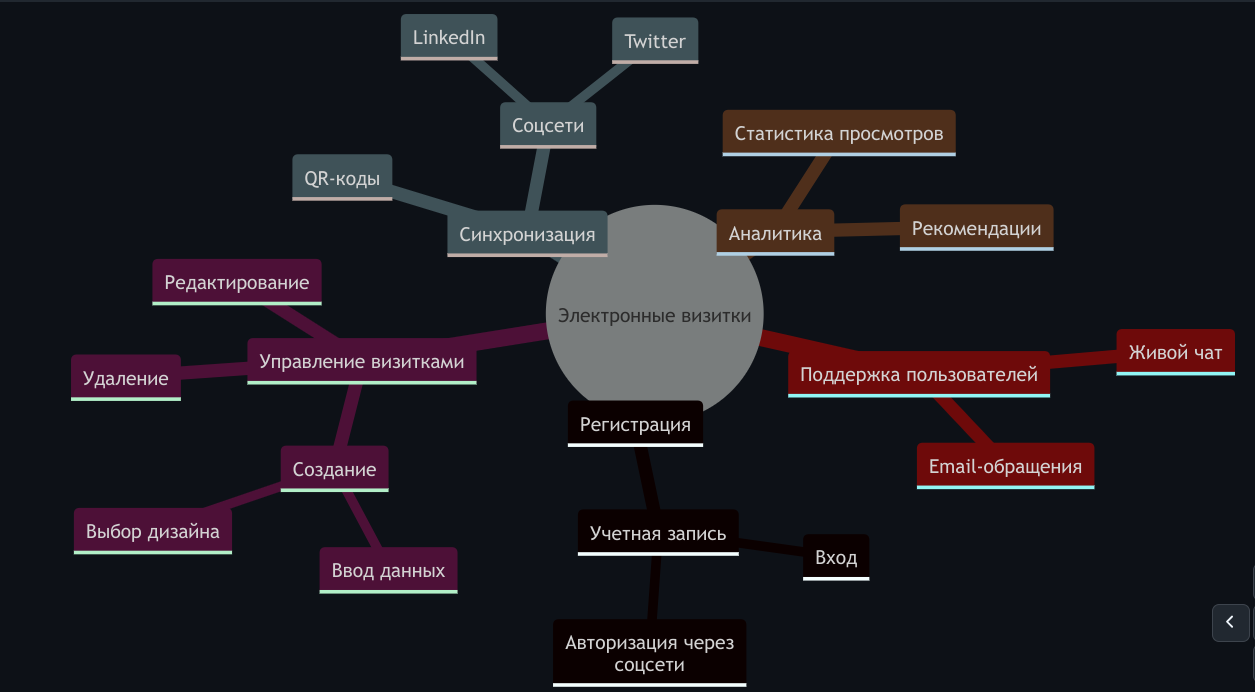 LinkedIn
Twitter
Соцсети
Статистика просмотров
QR-коды
Синхронизация
Аналитика
Рекомендации
Редактирование
Электронные визитки
Управление визитками
Удаление
Живой чат
Поддержка пользователей
Регистрация
Создание
Email-обращения
Выбор дизайна
Учетная запись
Вход
Ввод данных
Авторизация через
соцсети